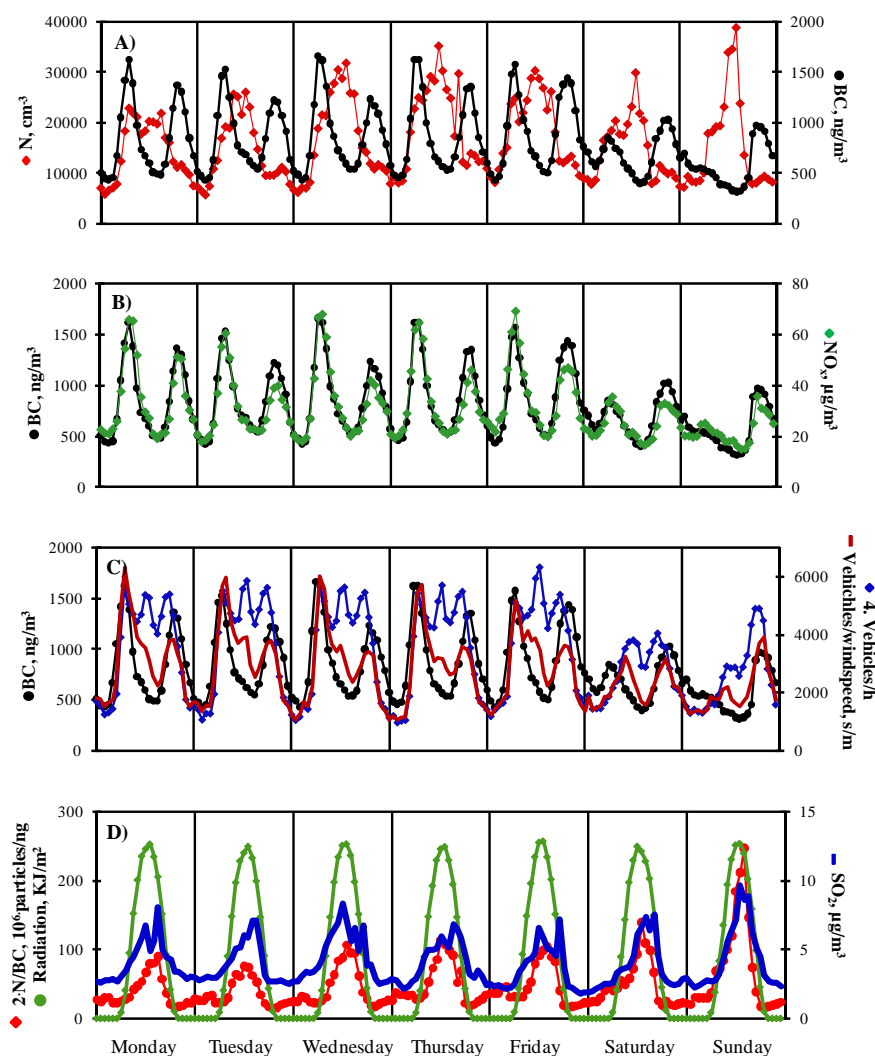 A)
40000
30000
20000
10000
0
N, cm-3
2000
1500
1000
500
0
BC, ng/m³
B)
2000
1500
1000
500
0
BC, ng/m³
80
60
40
20
0
NOx, µg/m³
C)
2000
1500
1000
500
0
BC, ng/m³
6000
4000
2000
0
Vehicles/windspeed, s/m
4, Vehicles/h
D)
300
200
100
0
2·N/BC, 10⁶particles/ng
Radiation, KJ/m²
15
10
5
0
SO₂, µg/m³
Monday Tuesday Wednesday Thursday Friday Saturday Sunday